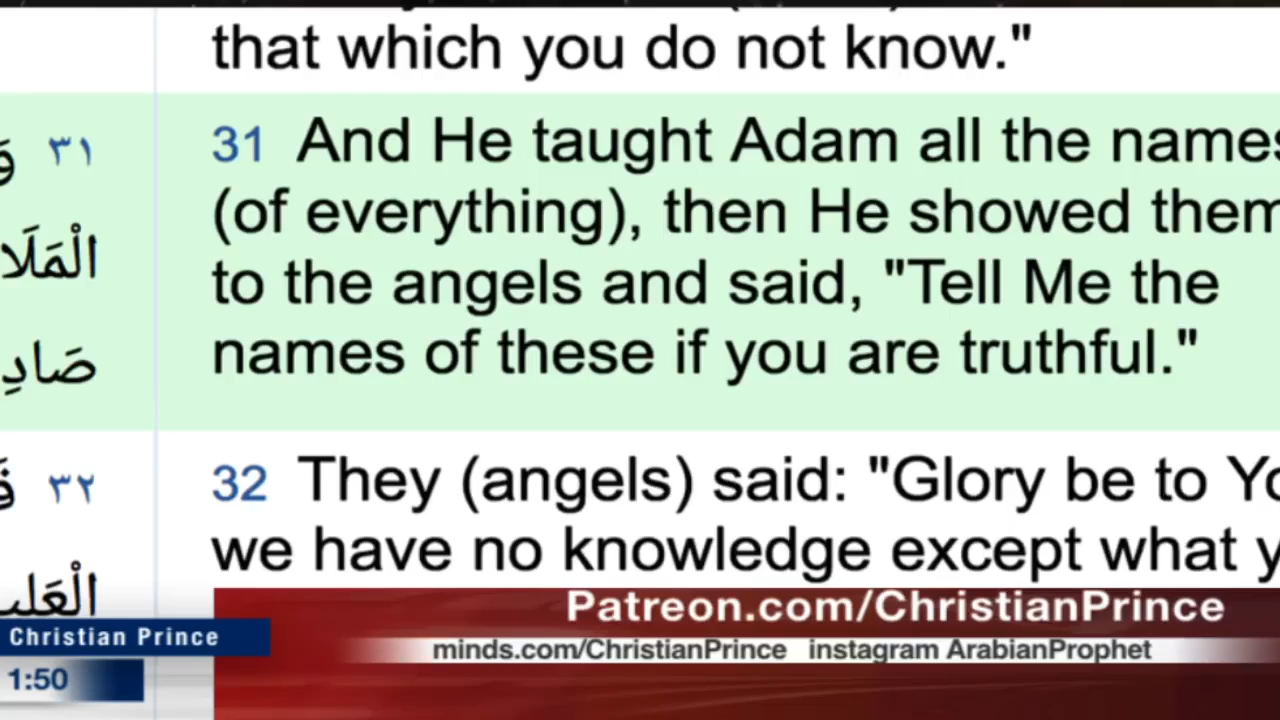 that which you do not know."
٣١
31 And He taught Adam all the names
(of everything), then He showed them
to the angels and said, "Tell Me the
names of these if you are truthful."
٣٢
32 They (angels) said: "Glory be to
we have no knowledge except what
Patreon.com/ChristianPrince
Christian Prince
minds.com/ChristianPrince instagram ArabianProphet
1:50